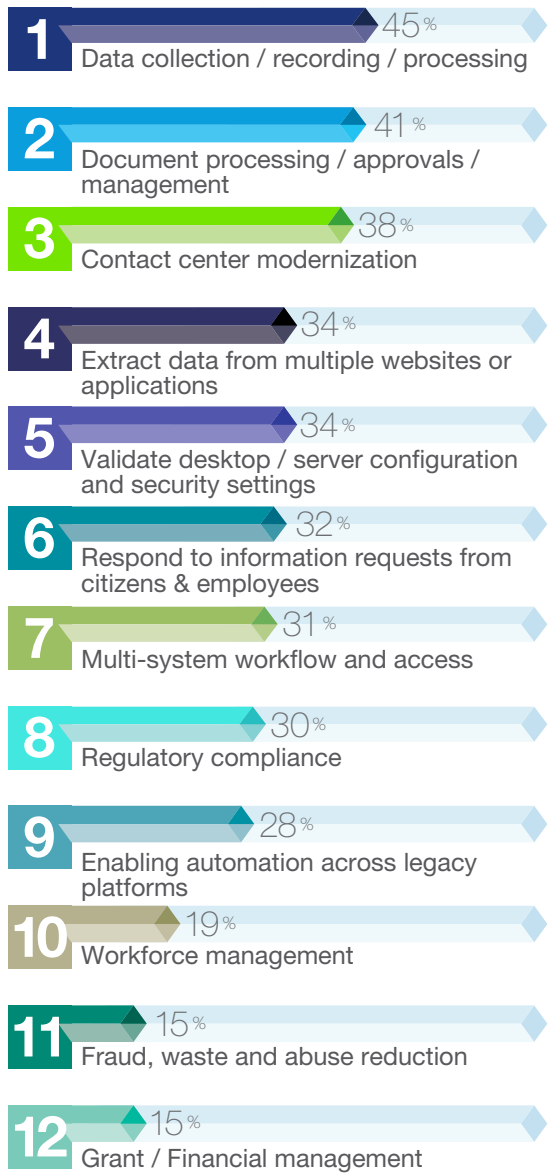 1
45%
Data collection / recording / processing
2
41%
Document processing / approvals /
management
3
38%
Contact center modernization
4
34%
Extract data from multiple websites or
applications
5
34%
Validate desktop / server configuration
and security settings
6
32%
Respond to information requests from
citizens & employees
7
31%
Multi-system workflow and access
8
30%
Regulatory compliance
9
28%
Enabling automation across legacy
platforms
10
19%
Workforce management
11
15%
Fraud, waste and abuse reduction
12
15%
Grant / Financial management